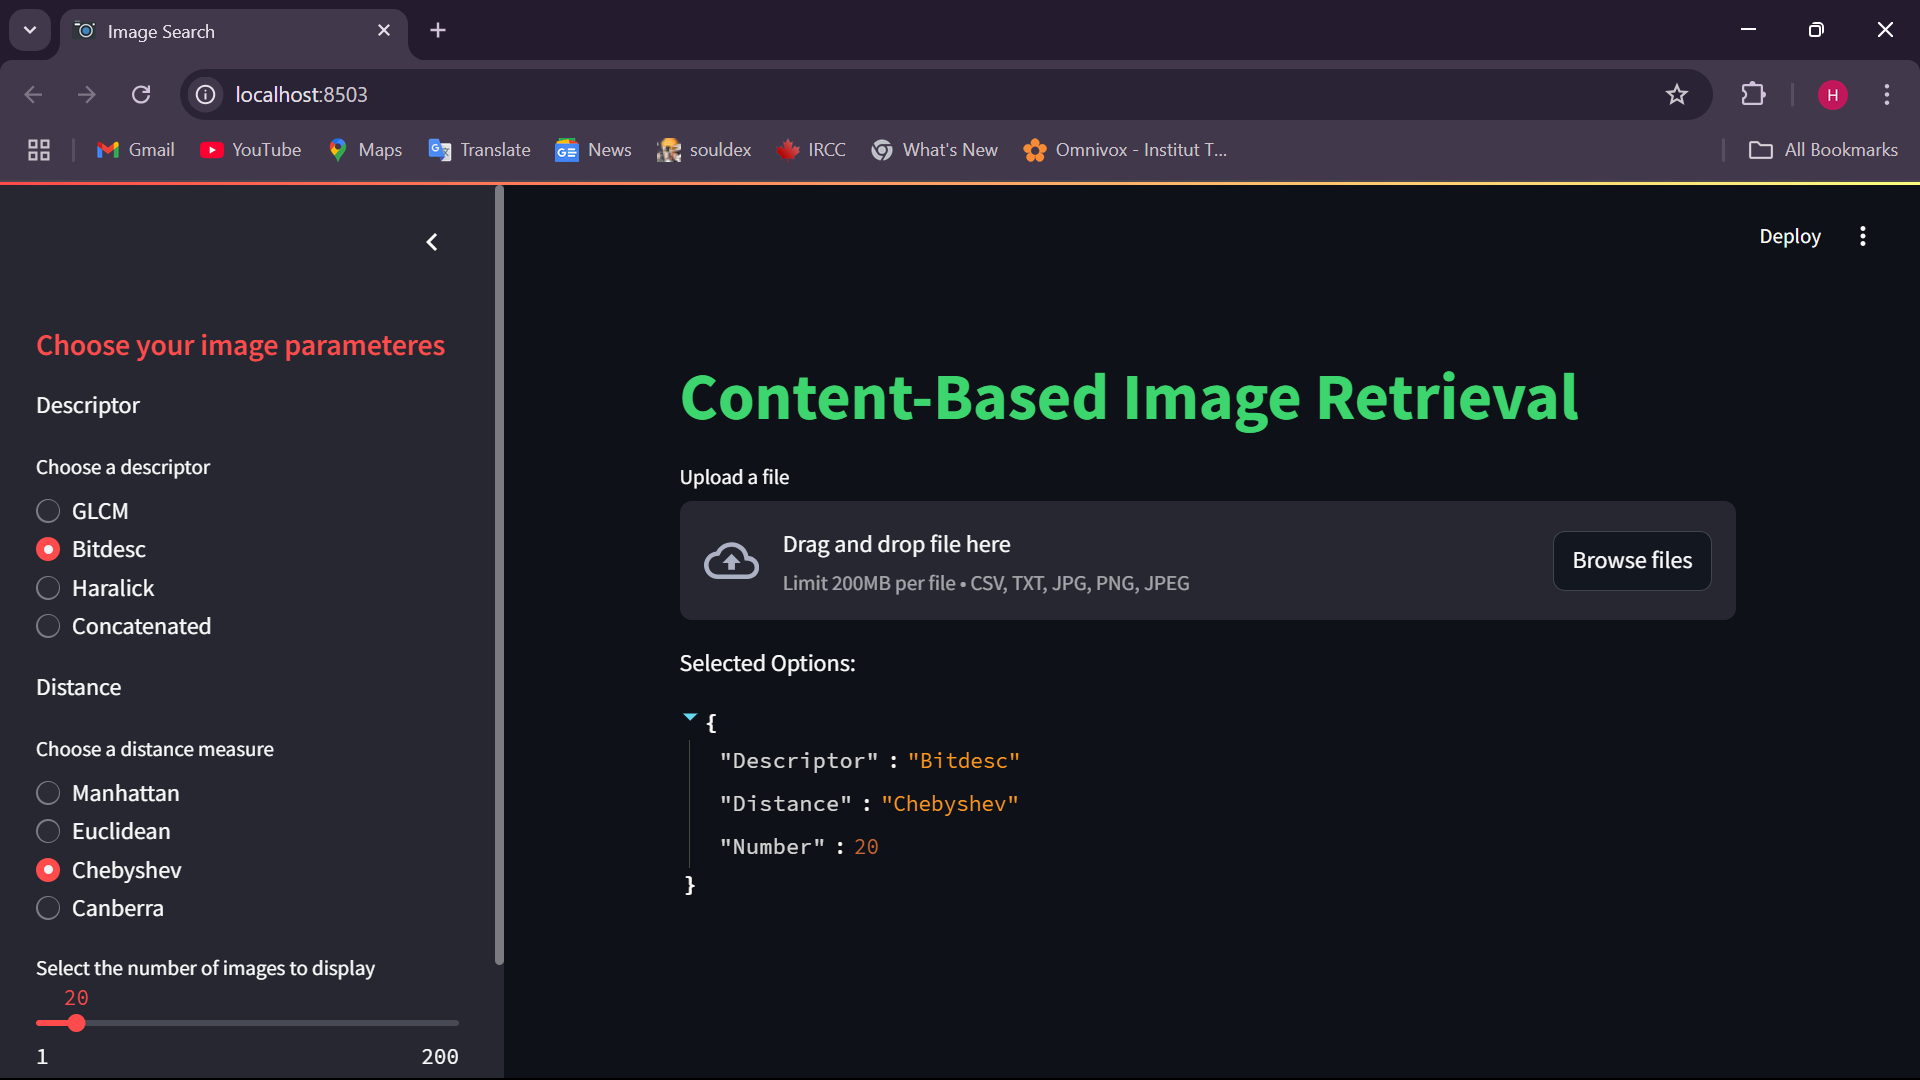 Image Search
localhost:8503
H
Gmail
YouTube
Maps
Translate
News
souldex
IRCC
What's New
Omnivox - Institut T...
All Bookmarks
Deploy
Choose your image parameteres
Descriptor
Choose a descriptor
GLCM
Bitdesc
Haralick
Concatenated
Distance
Choose a distance measure
Manhattan
Euclidean
Chebyshev
Canberra
Select the number of images to display
20
1
200
Content-Based Image Retrieval
Upload a file
Drag and drop file here
Limit 200MB per file • CSV, TXT, JPG, PNG, JPEG
Browse files
Selected Options:
{
"Descriptor" : "Bitdesc"
"Distance" : "Chebyshev"
"Number" : 20
}